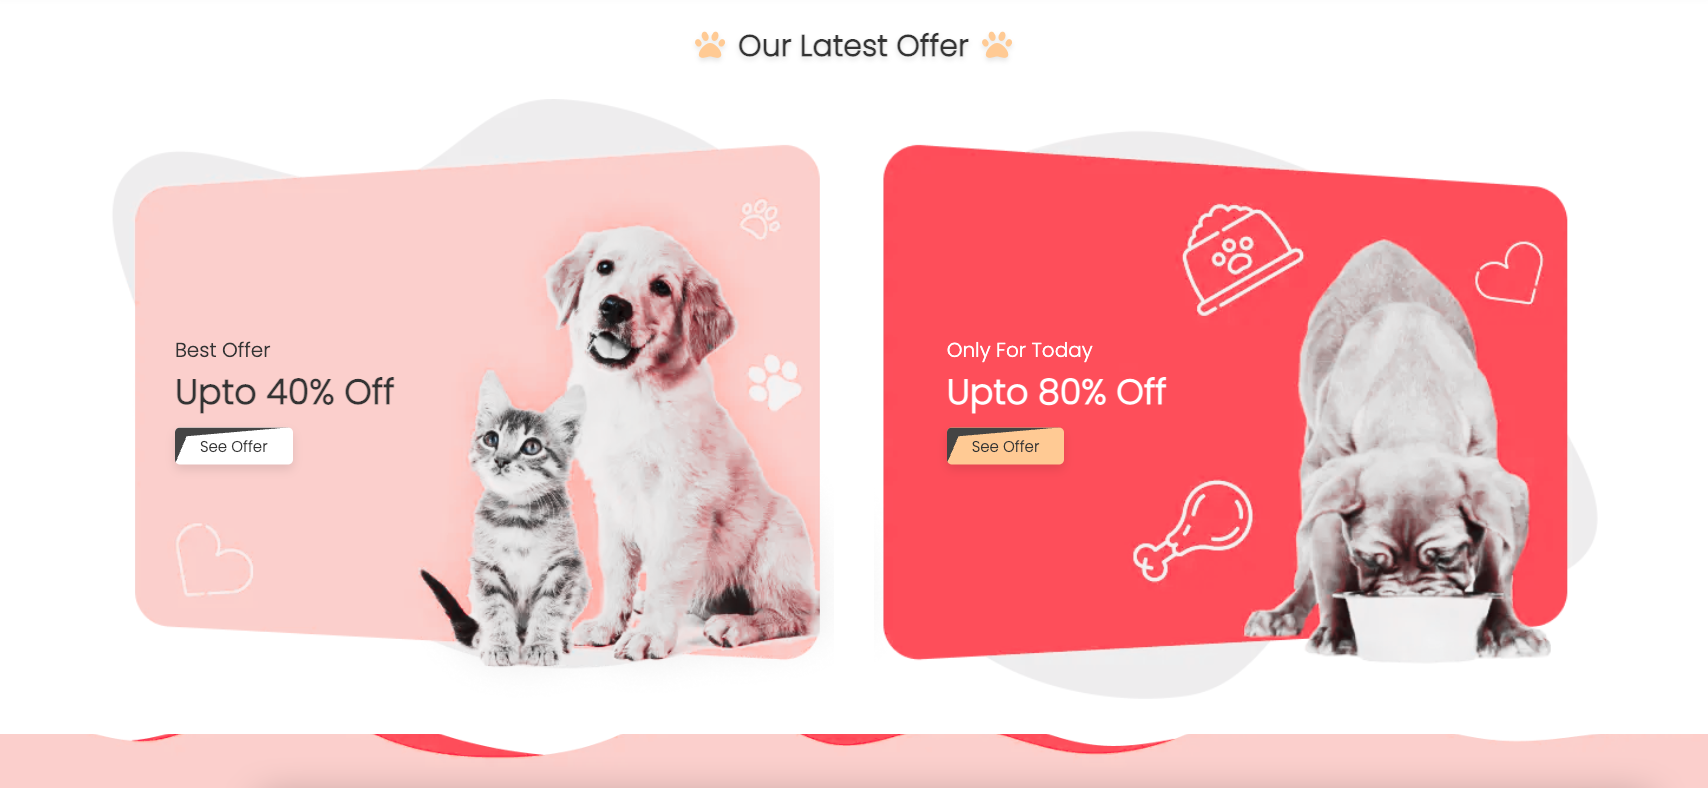 Our Latest Offer
Best Offer
Upto 40% Off
See Offer
Only For Today
Upto 80% Off
See Offer